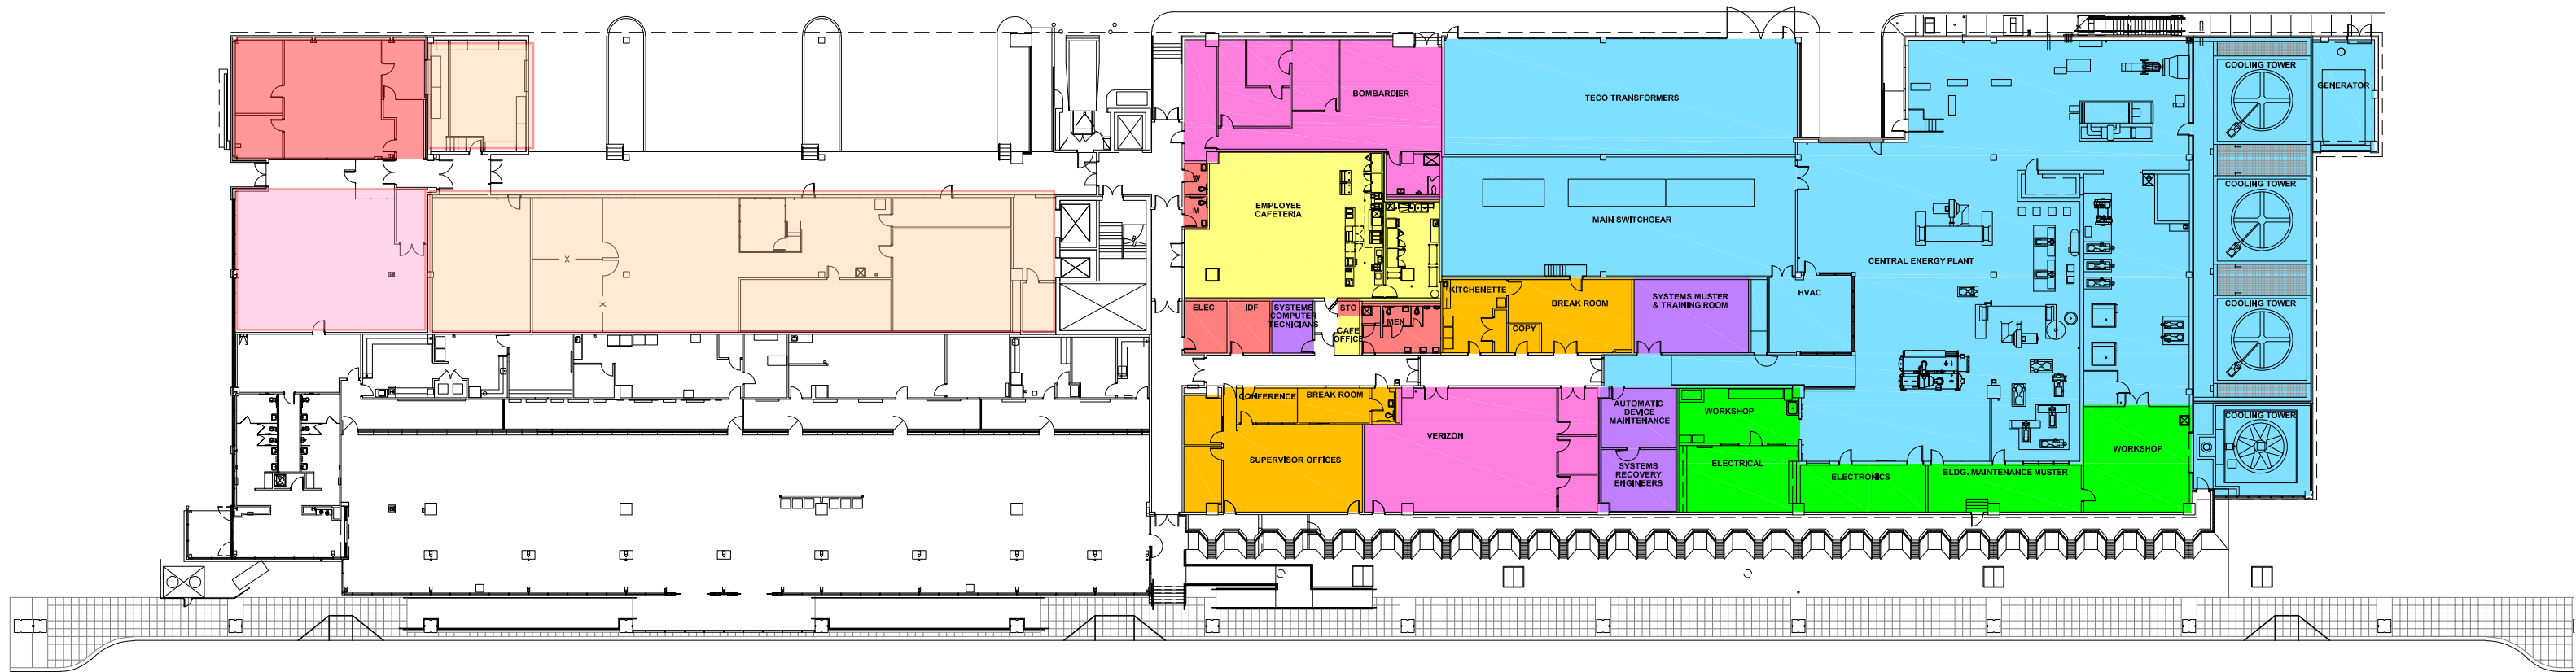 COOLING TOWER
GENERATOR
BOMBARDIER
TECO TRANSFORMERS
W
M
EMPLOYEE
CAFETERIA
MAIN SWITCHGEAR
COOLING TOWER
CENTRAL ENERGY PLANT
X
X
KITCHENETTE
BREAK ROOM
SYSTEMS MUSTER
& TRAINING ROOM
HVAC
COOLING TOWER
ELEC
IDF
SYSTEMS
COMPUTER
TECNICIANS
STO
CAFE
OFFICE
MEN
COPY
CONFERENCE
BREAK ROOM
AUTOMATIC
DEVICE
MAINTENANCE
WORKSHOP
COOLING TOWER
VERIZON
SUPERVISOR OFFICES
SYSTEMS
RECOVERY
ENGINEERS
ELECTRICAL
ELECTRONICS
BLDG. MAINTENANCE MUSTER
WORKSHOP